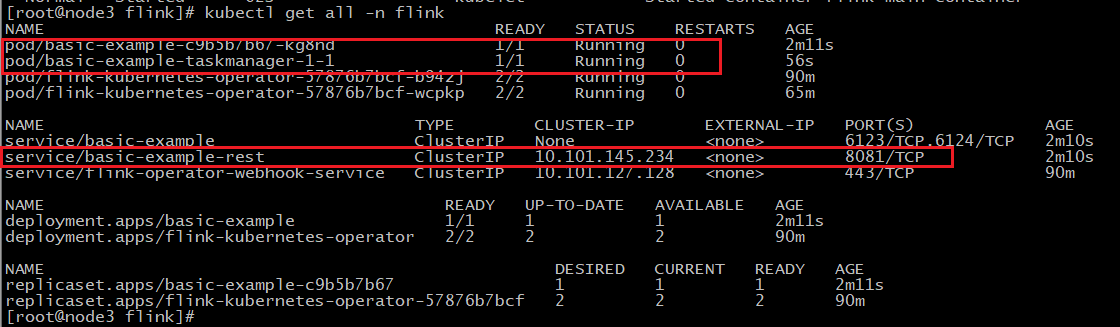 [root@node3 flink]# kubectl get all -n flink
NAME READY STATUS RESTARTS AGE
pod/basic-example-c9b5b7b67-kg8nd 1/1 Running 0 2m11s
pod/basic-example-taskmanager-1-1 1/1 Running 0 56s
pod/flink-kubernetes-operator-57876b7bcf-b942j 2/2 Running 0 90m
pod/flink-kubernetes-operator-57876b7bcf-wcpkp 2/2 Running 0 65m
NAME TYPE CLUSTER-IP EXTERNAL-IP PORT(S) AGE
service/basic-example ClusterIP None <none> 6123/TCP,6124/TCP 2m10s
service/basic-example-rest ClusterIP 10.101.145.234 <none> 8081/TCP 2m10s
service/flink-operator-webhook-service ClusterIP 10.101.127.128 <none> 443/TCP 90m
NAME READY UP-TO-DATE AVAILABLE AGE
deployment.apps/basic-example 1/1 1 1 2m11s
deployment.apps/flink-kubernetes-operator 2/2 2 2 90m
NAME DESIRED CURRENT READY AGE
replicaset.apps/basic-example-c9b5b7b67 1 1 1 2m11s
replicaset.apps/flink-kubernetes-operator-57876b7bcf 2 2 2 90m
[root@node3 flink]#